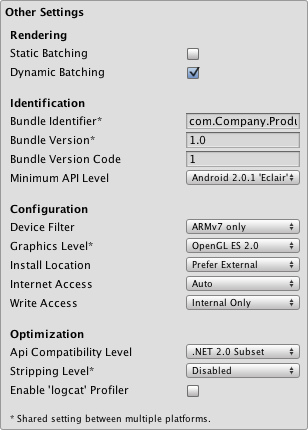 Other Settings
Rendering
Static Batching
Dynamic Batching
Identification
Bundle Identifier* com.Company.Produ
Bundle Version* 1.0
Bundle Version Code 1
Minimum API Level Android 2.0.1 'Eclair'
Configuration
Device Filter ARMv7 only
Graphics Level* OpenGL ES 2.0
Install Location Prefer External
Internet Access Auto
Write Access Internal Only
Optimization
Api Compatibility Level .NET 2.0 Subset
Stripping Level* Disabled
Enable 'logcat' Profiler
* Shared setting between multiple platforms.